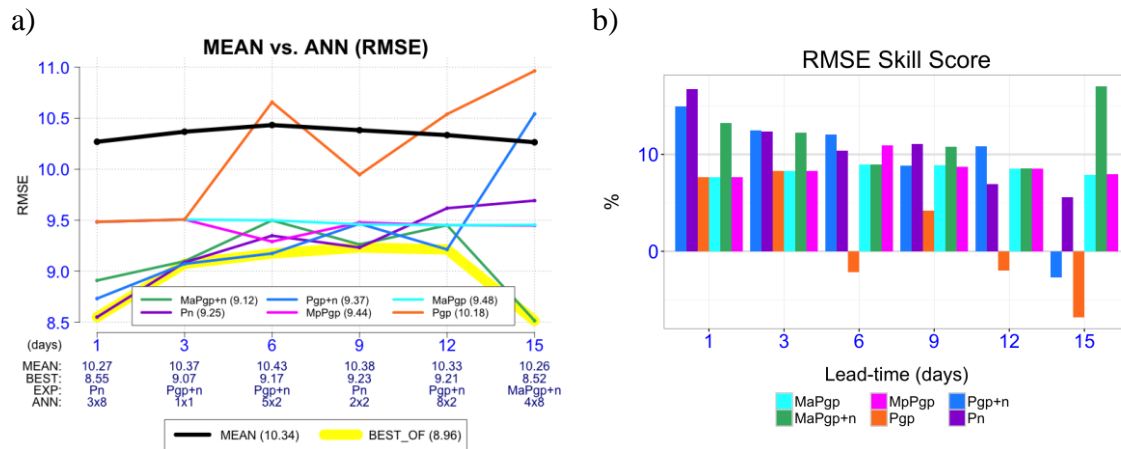 a)
MEAN vs. ANN (RMSE)
11.0
10.5
10.0
9.5
9.0
8.5
RMSE
MaPgp+n (9.12) Pgp+n (9.37) MaPgp (9.48)
Pn (9.25) MpPgp (9.44) Pgp (10.18)
(days) 1 3 6 9 12 15
MEAN: 10.27 10.37 10.43 10.38 10.33 10.26
BEST: 8.55 9.07 9.17 9.23 9.21 8.52
EXP: Pn Pgp+n Pgp+n Pn Pgp+n MaPgp+n
ANN: 3x8 1x1 5x2 2x2 8x2 4x8
MEAN (10.34) BEST_OF (8.96)
b)
RMSE Skill Score
10
0
%
1 3 6 9 12 15
Lead-time (days)
MaPgp MpPgp Pgp+n
MaPgp+n Pgp Pn